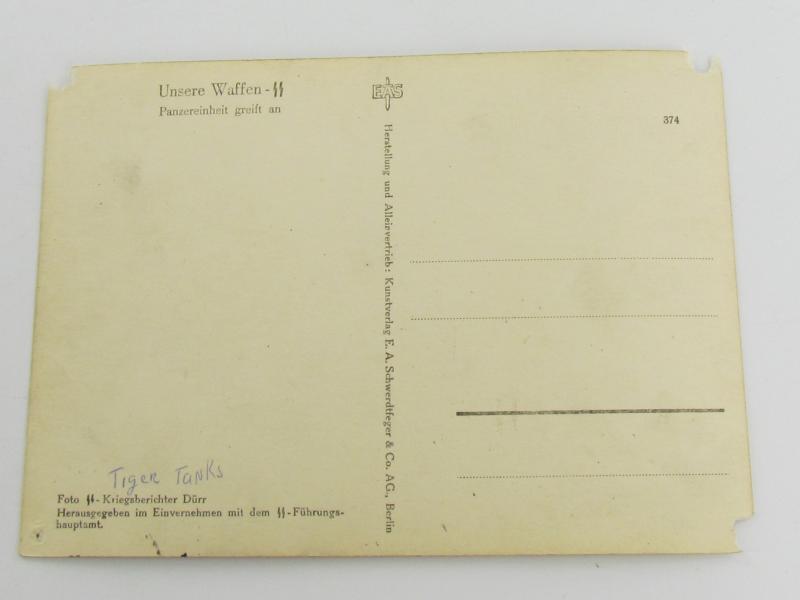 Unsere Waffen-ᛋᛋ
Panzereinheit greift an
EAS
374
Herstellung und Alleinvertrieb: Kunstverlag E. A. Schwerdtfeger & Co. AG., Berlin
Tiger Tanks
Foto ᛋᛋ-Kriegsberichter Dürr
Herausgegeben im Einvernehmen mit dem ᛋᛋ-Führungs-
hauptamt.